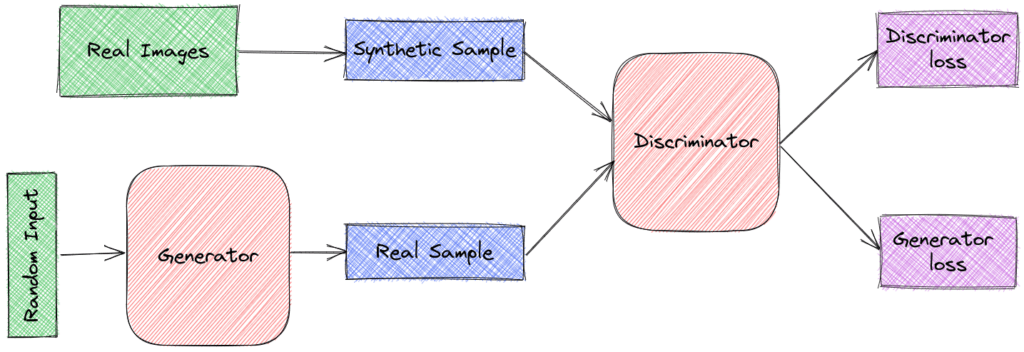 Real Images
Synthetic Sample
Discriminator
loss
Discriminator
Random Input
Generator
Real Sample
Generator
loss